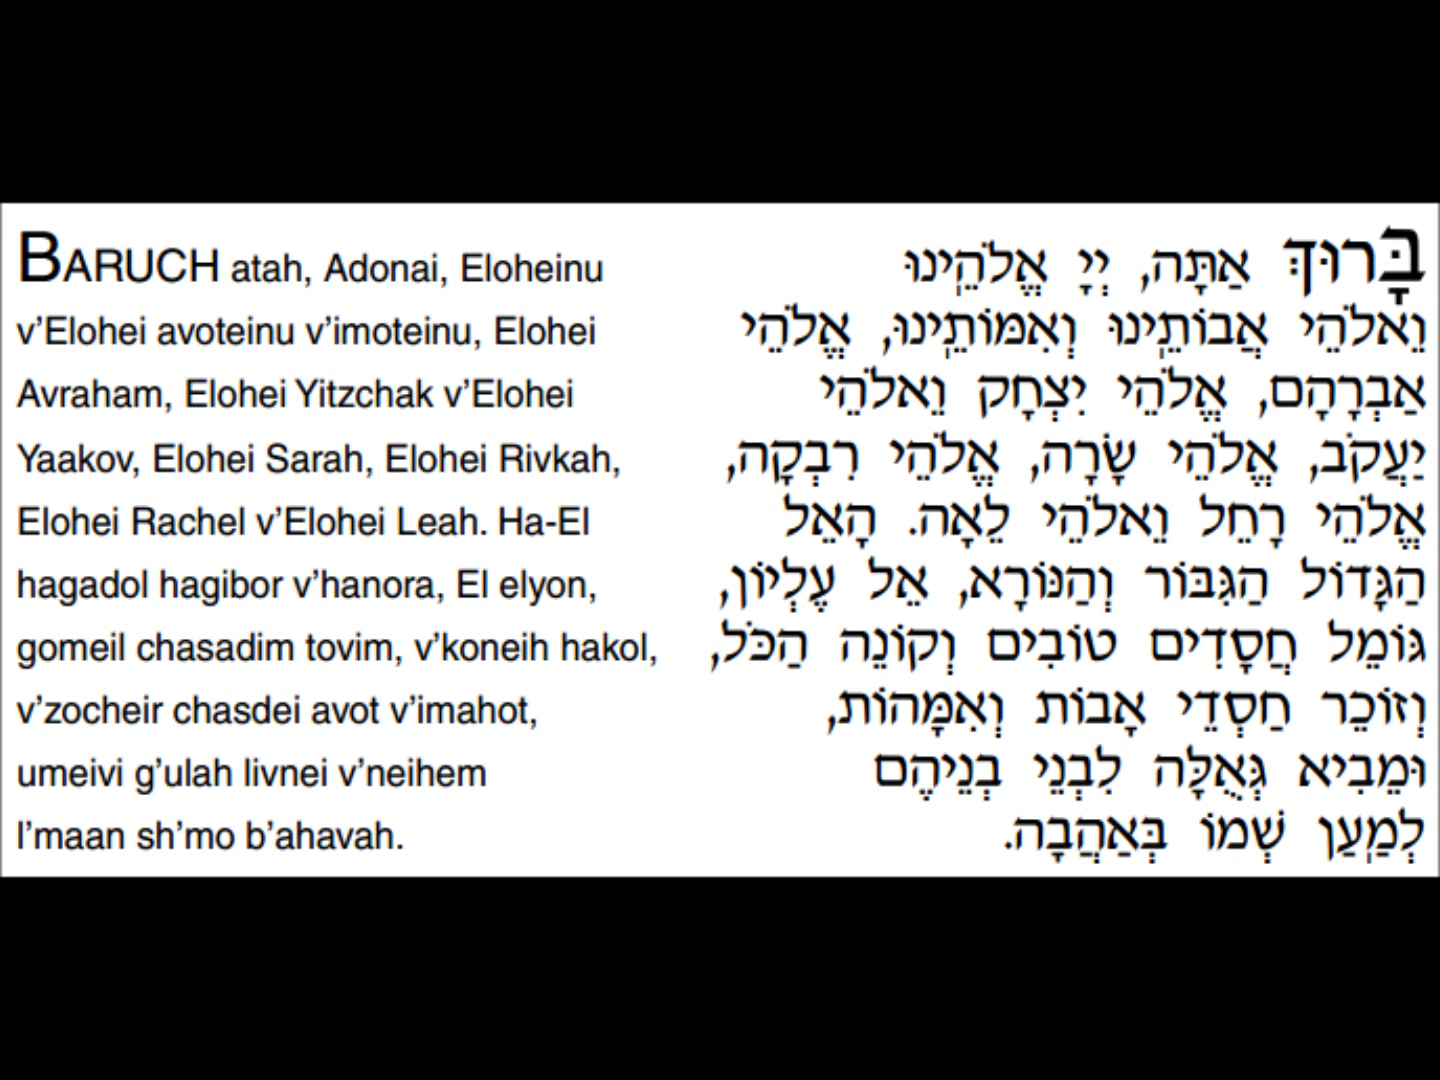 BARUCH atah, Adonai, Eloheinu
v’Elohei avoteinu v’imoteinu, Elohei
Avraham, Elohei Yitzchak v’Elohei
Yaakov, Elohei Sarah, Elohei Rivkah,
Elohei Rachel v’Elohei Leah. Ha-El
hagadol hagibor v’hanora, El elyon,
gomeil chasadim tovim, v’koneih hakol,
v’zocheir chasdei avot v’imahot,
umeivi g’ulah livnei v’neihem
l’maan sh’mo b’ahavah.
בָּרוּךְ אַתָּה, יְיָ אֱלֹהֵֽינוּ
וֵאלֹהֵי אֲבוֹתֵֽינוּ וְאִמּוֹתֵֽינוּ, אֱלֹהֵי
אַבְרָהָם, אֱלֹהֵי יִצְחָק וֵאלֹהֵי
יַעֲקֹב, אֱלֹהֵי שָׂרָה, אֱלֹהֵי רִבְקָה,
אֱלֹהֵי רָחֵל וֵאלֹהֵי לֵאָה. הָאֵל
הַגָּדוֹל הַגִּבּוֹר וְהַנּוֹרָא, אֵל עֶלְיוֹן,
גּוֹמֵל חֲסָדִים טוֹבִים וְקוֹנֵה הַכֹּל,
וְזוֹכֵר חַסְדֵי אָבוֹת וְאִמָּהוֹת,
וּמֵבִיא גְּאֻלָּה לִבְנֵי בְנֵיהֶם
לְמַֽעַן שְׁמוֹ בְּאַהֲבָה.